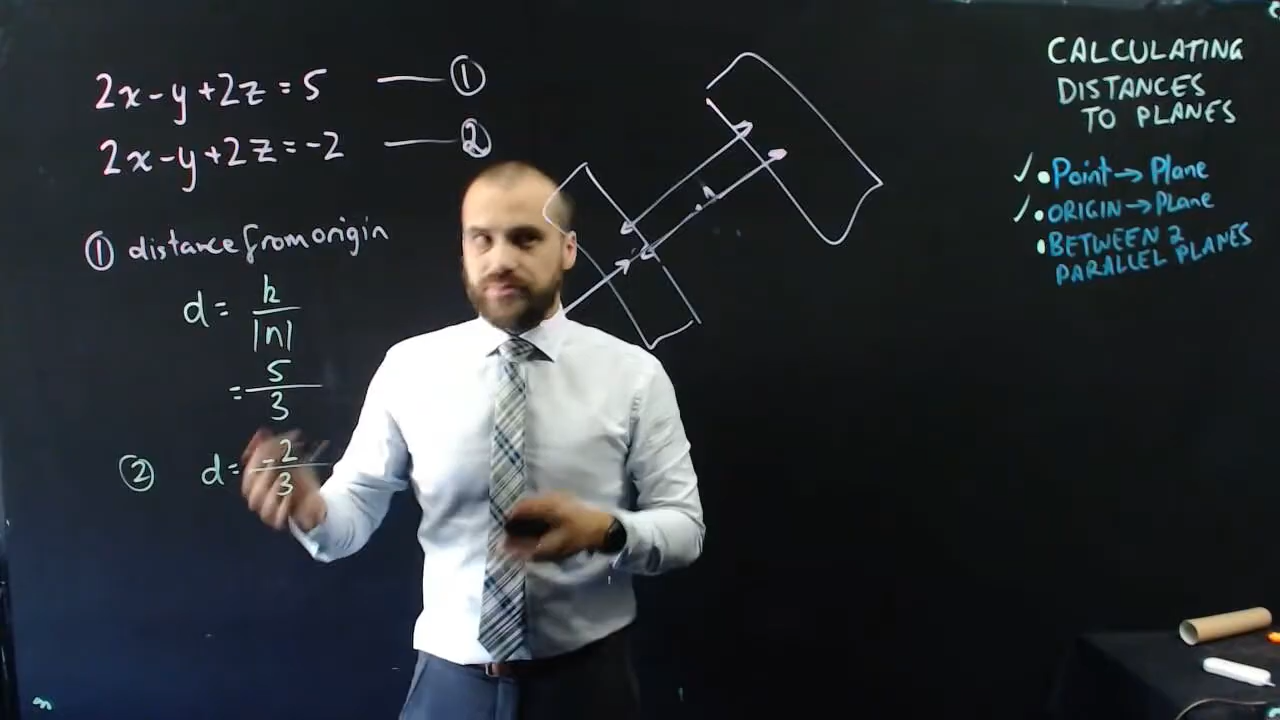 2x-y+2z=5 —— ①
2x-y+2z=-2 —— ②
① distance from origin
d = k
|n|
= 5
3
② d= -2
3
n
CALCULATING
DISTANCES
TO PLANES
✓ • Point → Plane
✓ • ORIGIN → Plane
• BETWEEN 2
PARALLEL PLANES